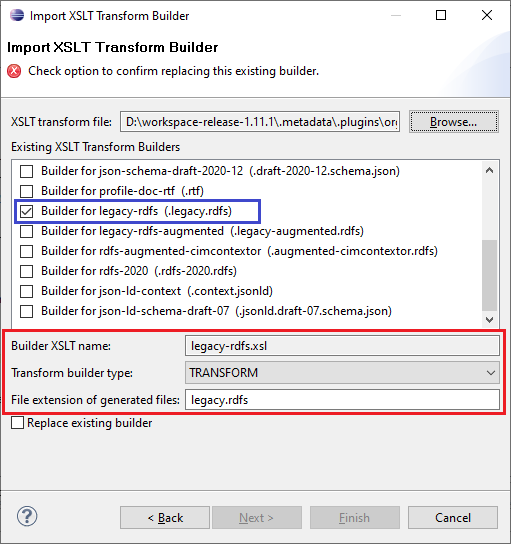 Import XSLT Transform Builder
Import XSLT Transform Builder
Check option to confirm replacing this existing builder.
XSLT transform file: D:\workspace-release-1.11.1\.metadata\.plugins\or Browse...
Existing XSLT Transform Builders
Builder for json-schema-draft-2020-12 (.draft-2020-12.schema.json)
Builder for profile-doc-rtf (.rtf)
Builder for legacy-rdfs (.legacy.rdfs)
Builder for legacy-rdfs-augmented (.legacy-augmented.rdfs)
Builder for rdfs-augmented-cimcontextor (.augmented-cimcontextor.rdfs)
Builder for rdfs-2020 (.rdfs-2020.rdfs)
Builder for json-ld-context (.context.jsonld)
Builder for json-ld-schema-draft-07 (.jsonld.draft-07.schema.json)
Builder XSLT name: legacy-rdfs.xsl
Transform builder type: TRANSFORM
File extension of generated files: legacy.rdfs
Replace existing builder
? < Back Next > Finish Cancel